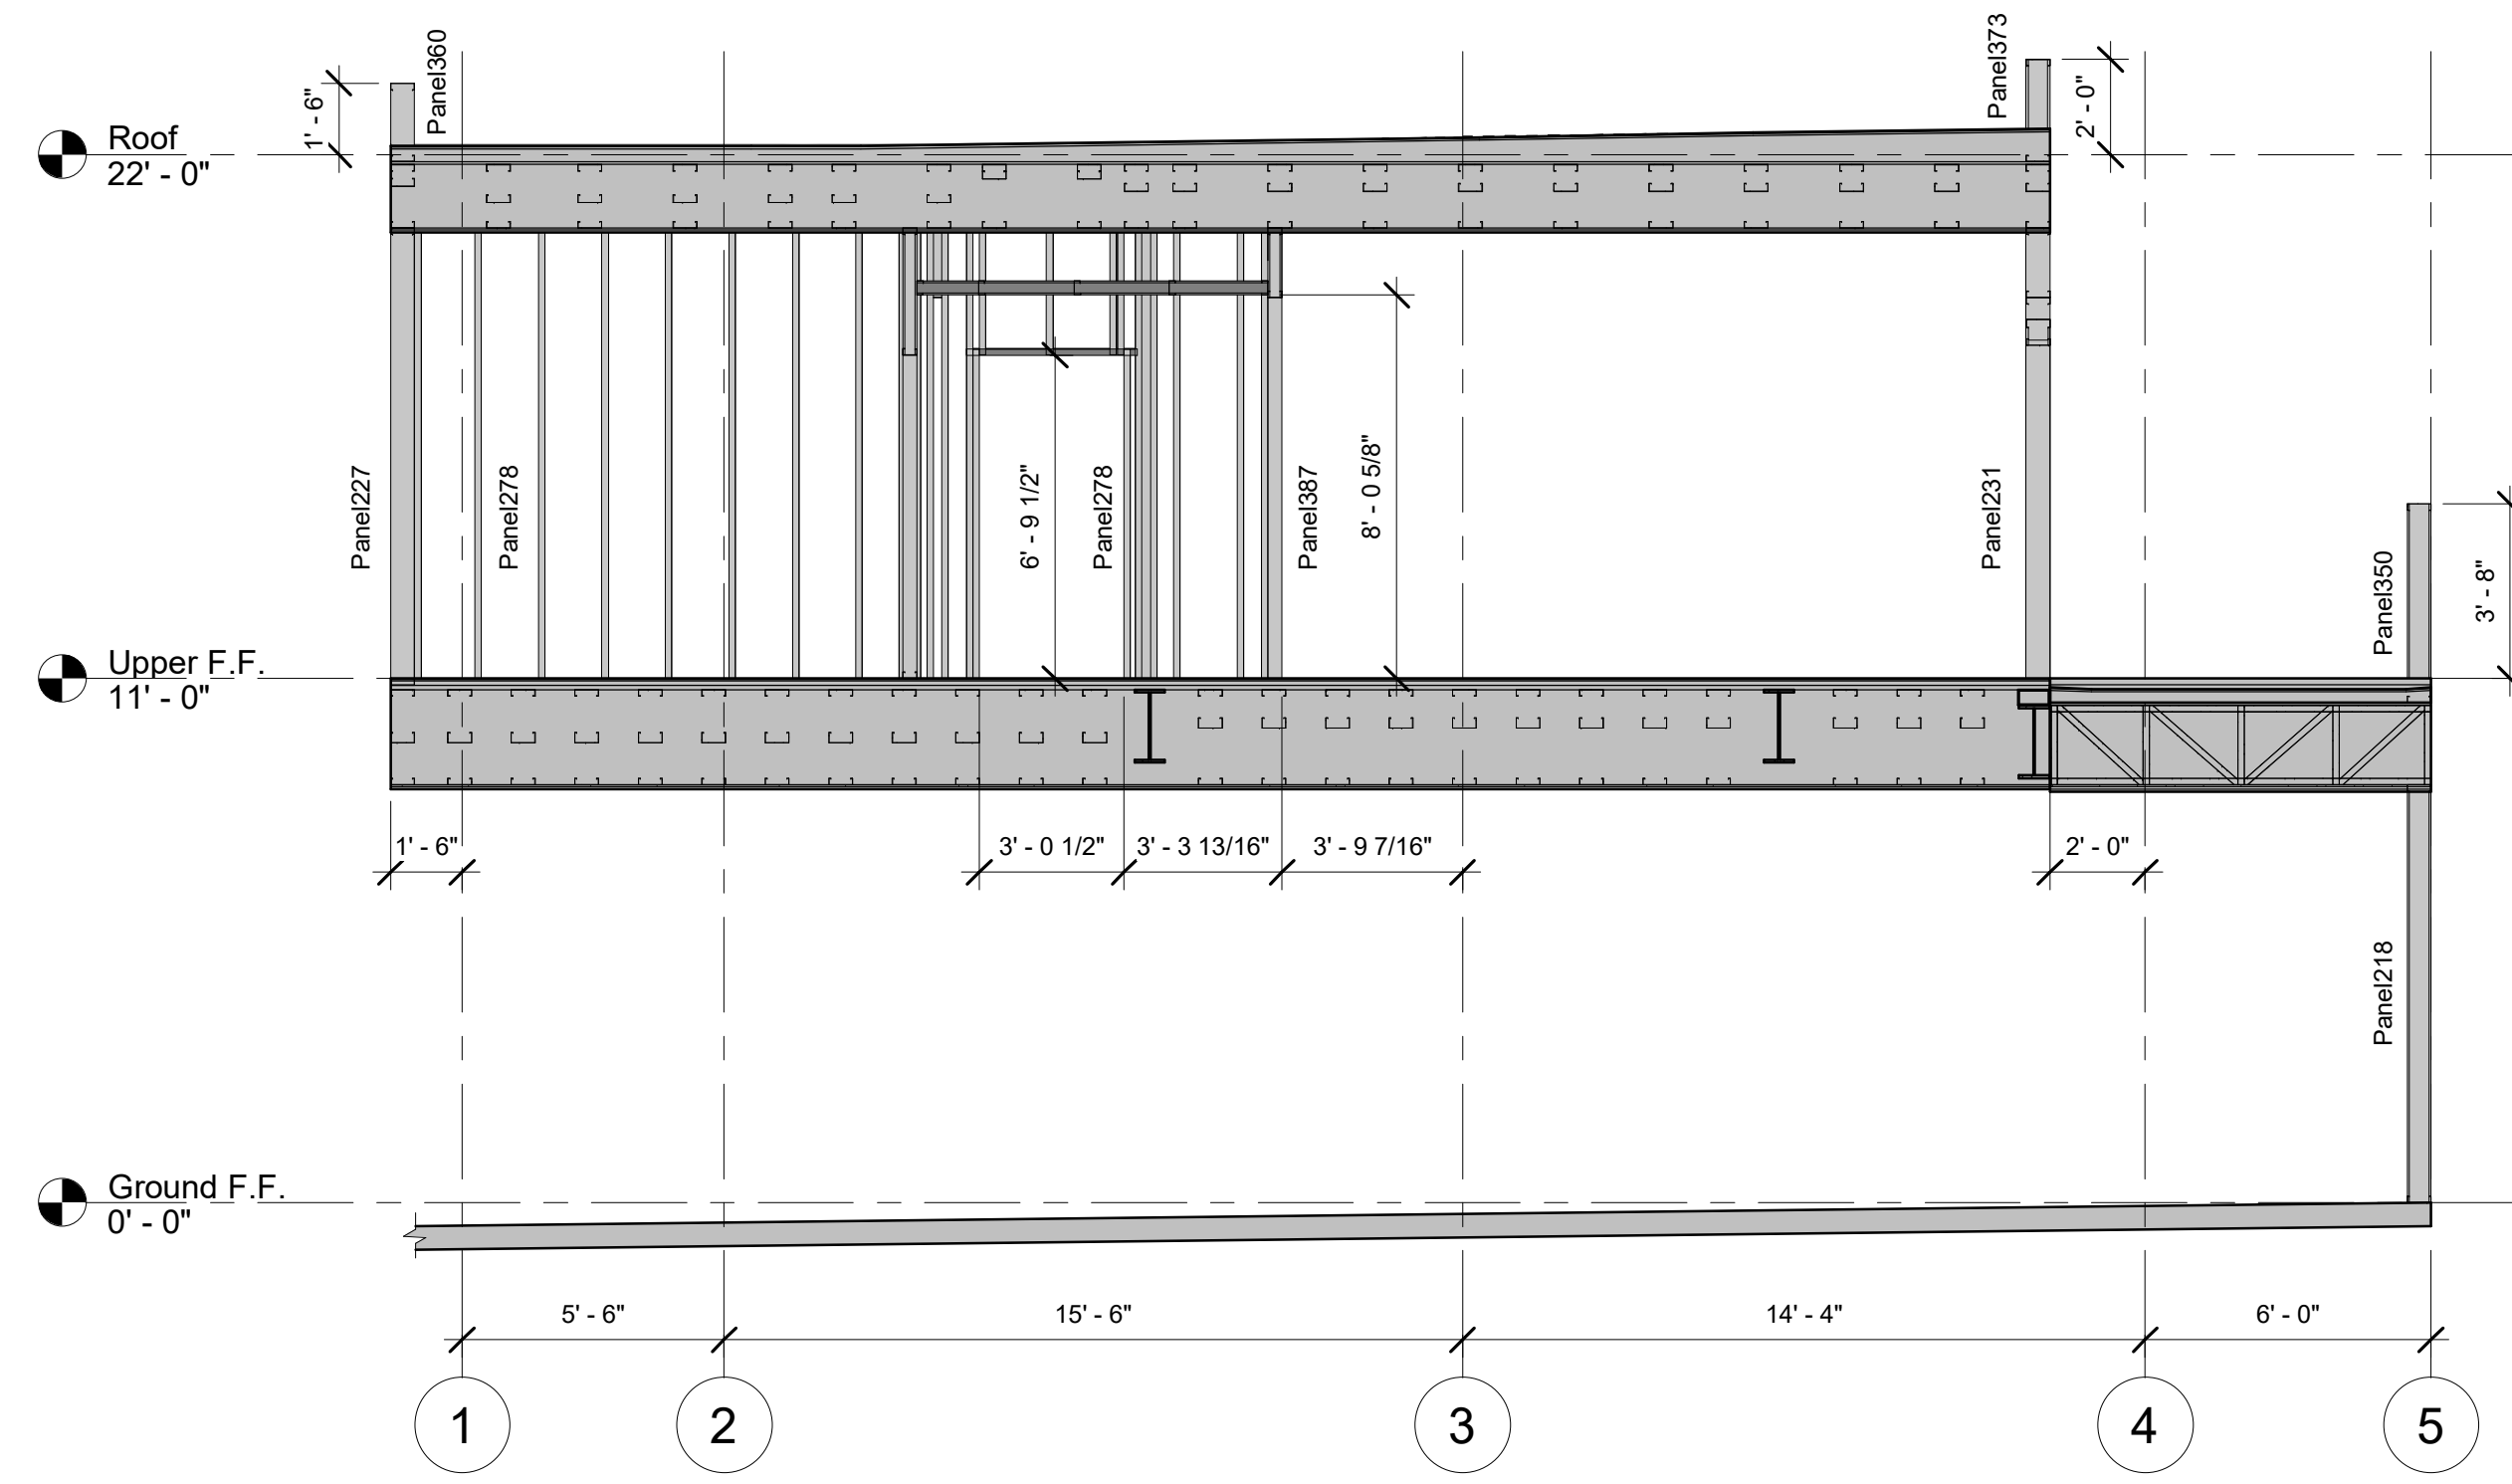 Panel360
Panel373
1' - 6"
2' - 0"
Roof
22' - 0"
Panel227
Panel278
6' - 9 1/2"
Panel278
Panel387
8' - 0 5/8"
Panel231
Panel350
3' - 8"
Upper F.F.
11' - 0"
1' - 6"
3' - 0 1/2"
3' - 3 13/16"
3' - 9 7/16"
2' - 0"
Panel218
Ground F.F.
0' - 0"
5' - 6"
15' - 6"
14' - 4"
6' - 0"
1
2
3
4
5